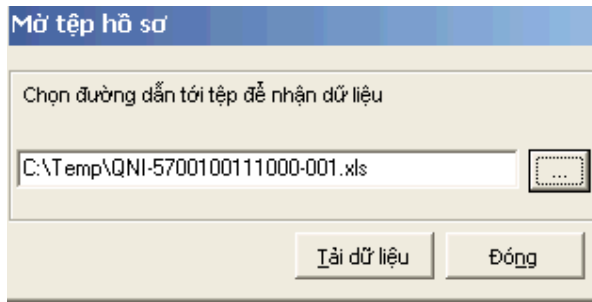 Mở tệp hồ sơ
Chọn đường dẫn tới tệp để nhận dữ liệu
C:\Temp\QNI-5700100111000-001.xls
...
Tải dữ liệu
Đóng